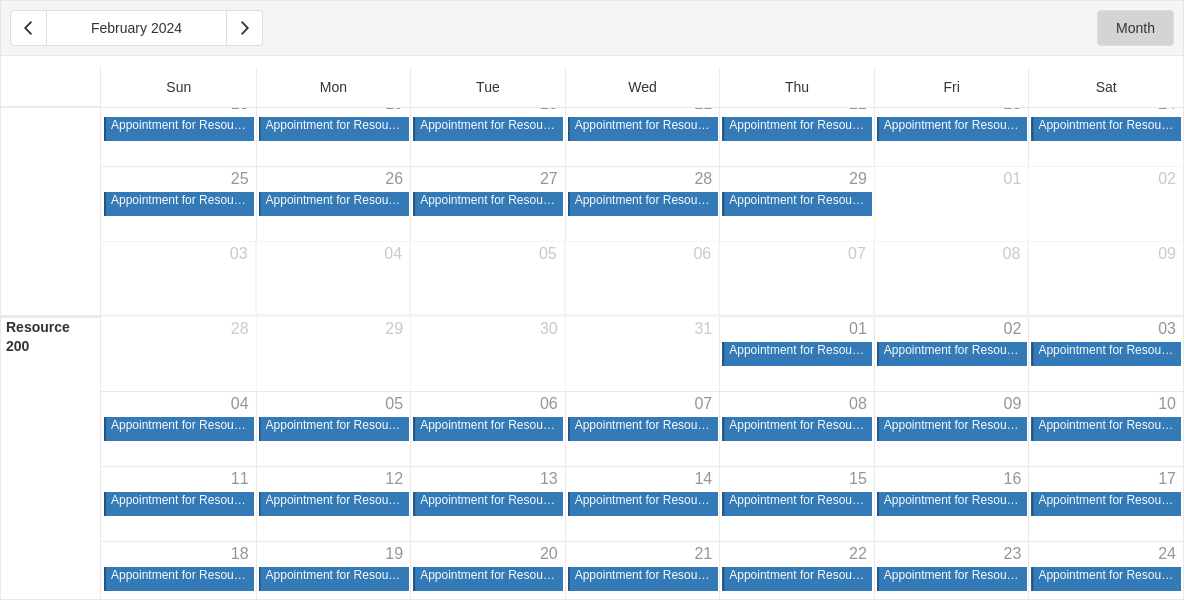 February 2024
Month
Sun Mon Tue Wed Thu Fri Sat
Appointment for Resou… Appointment for Resou… Appointment for Resou… Appointment for Resou… Appointment for Resou… Appointment for Resou… Appointment for Resou…
25 26 27 28 29 01 02
Appointment for Resou… Appointment for Resou… Appointment for Resou… Appointment for Resou… Appointment for Resou…
03 04 05 06 07 08 09
Resource
200
28 29 30 31 01 02 03
Appointment for Resou… Appointment for Resou… Appointment for Resou…
04 05 06 07 08 09 10
Appointment for Resou… Appointment for Resou… Appointment for Resou… Appointment for Resou… Appointment for Resou… Appointment for Resou… Appointment for Resou…
11 12 13 14 15 16 17
Appointment for Resou… Appointment for Resou… Appointment for Resou… Appointment for Resou… Appointment for Resou… Appointment for Resou… Appointment for Resou…
18 19 20 21 22 23 24
Appointment for Resou… Appointment for Resou… Appointment for Resou… Appointment for Resou… Appointment for Resou… Appointment for Resou… Appointment for Resou…